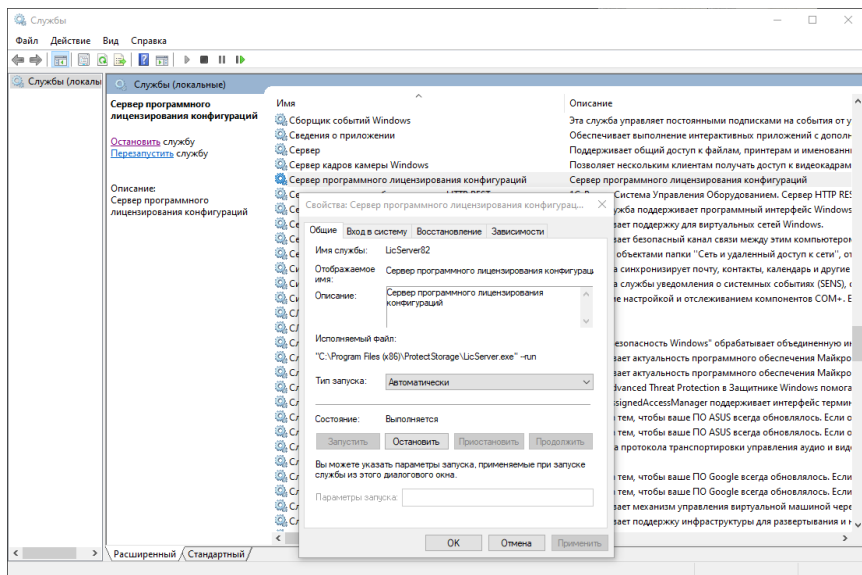 Службы
Файл Действие Вид Справка
Службы (локалы
Службы (локальные)
Сервер программного
лицензирования конфигураций
Остановить службу
Перезапустить службу
Описание:
Сервер программного
лицензирования конфигураций
Имя Описание
Сборщик событий Windows Эта служба управляет постоянными подписками на события от у
Сведения о приложении Обеспечивает выполнение интерактивных приложений с дополн
Сервер Поддерживает общий доступ к файлам, принтерам и именованн
Сервер кадров камеры Windows Позволяет нескольким клиентам получать доступ к видеокадрам
Сервер программного лицензирования конфигураций Сервер программного лицензирования конфигураций
Система Управления Оборудованием. Сервер HTTP RES
жба поддерживает программный интерфейс Windows
вает поддержку для виртуальных сетей Windows.
вает безопасный канал связи между этим компьютером
объектами папки "Сеть и удаленный доступ к сети", от
а синхронизирует почту, контакты, календарь и другие
а службы уведомления о системных событиях (SENS), с
е настройкой и отслеживанием компонентов COM+. Е
езопасность Windows" обрабатывает объединенную ин
вает актуальность программного обеспечения Майкро
вает актуальность программного обеспечения Майкро
dvanced Threat Protection в Защитнике Windows помога
signedAccessManager поддерживает интерфейс термин
тем, чтобы ваше ПО ASUS всегда обновлялось. Если о
тем, чтобы ваше ПО ASUS всегда обновлялось. Если о
а протокола транспортировки управления аудио и вид
тем, чтобы ваше ПО Google всегда обновлялось. Если
тем, чтобы ваше ПО Google всегда обновлялось. Если
вает механизм управления виртуальной машиной чере
вает поддержку инфраструктуры для развертывания и
Свойства: Сервер программного лицензирования конфигурац...
Общие Вход в систему Восстановление Зависимости
Имя службы: LicServer82
Отображаемое имя: Сервер программного лицензирования конфигурац
Описание: Сервер программного лицензирования
конфигураций
Исполняемый файл:
"C:\Program Files (x86)\ProtectStorage\LicServer.exe" --run
Тип запуска: Автоматически
Состояние: Выполняется
Запустить Остановить Приостановить Продолжить
Вы можете указать параметры запуска, применяемые при запуске
службы из этого диалогового окна.
Параметры запуска:
OK Отмена Применить
Расширенный Стандартный